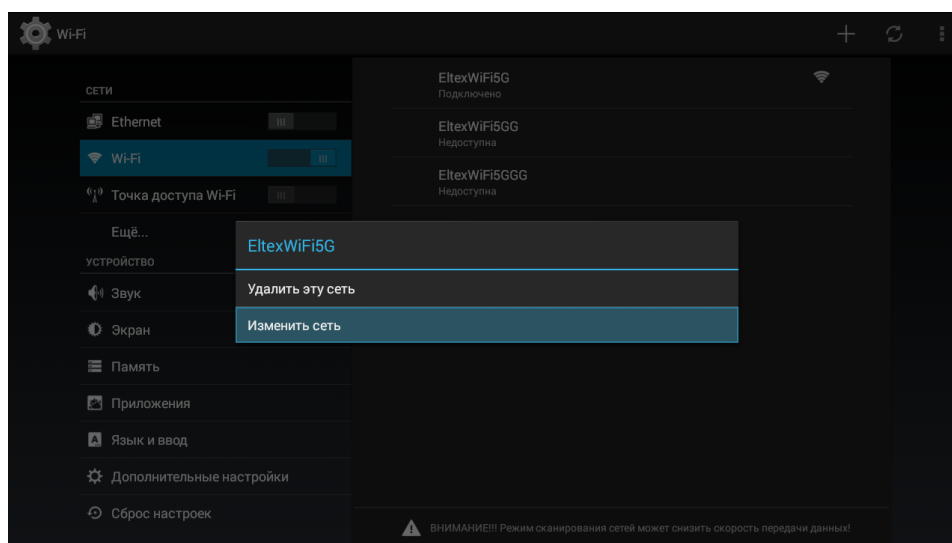 Wi-Fi
СЕТИ
Ethernet
Wi-Fi
Точка доступа Wi-Fi
Ещё...
УСТРОЙСТВО
Звук
Экран
Память
Приложения
Язык и ввод
Дополнительные настройки
Сброс настроек
EltexWiFi5G
Подключено
EltexWiFi5GG
Недоступна
EltexWiFi5GGG
Недоступна
EltexWiFi5G
Удалить эту сеть
Изменить сеть
ВНИМАНИЕ!!! Режим сканирования сетей может снизить скорость передачи данных!